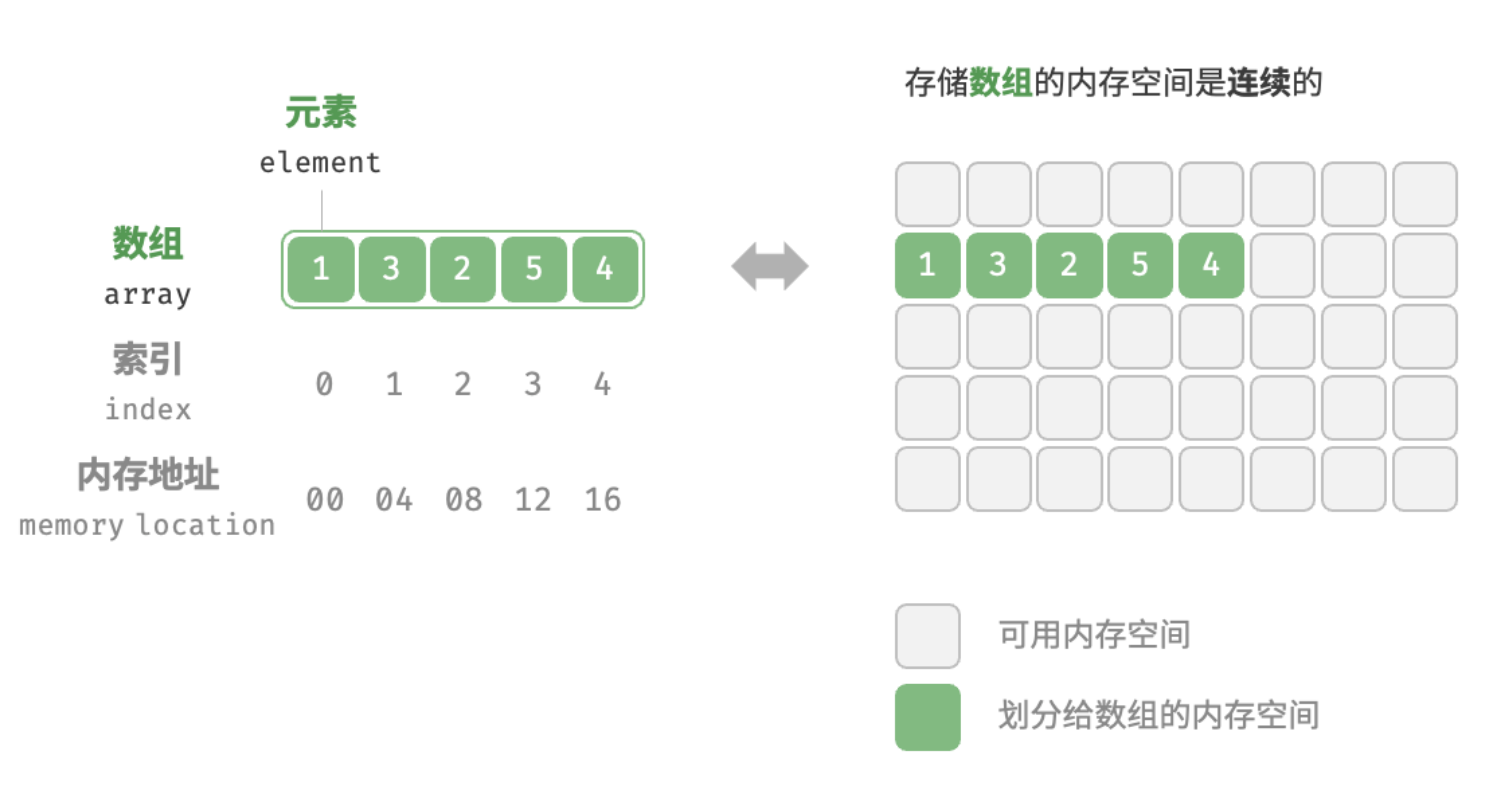 存储数组的内存空间是连续的
元素
element
数组
array
1 3 2 5 4
索引
index
0 1 2 3 4
内存地址
memory location
00 04 08 12 16
1 3 2 5 4
可用内存空间
划分给数组的内存空间